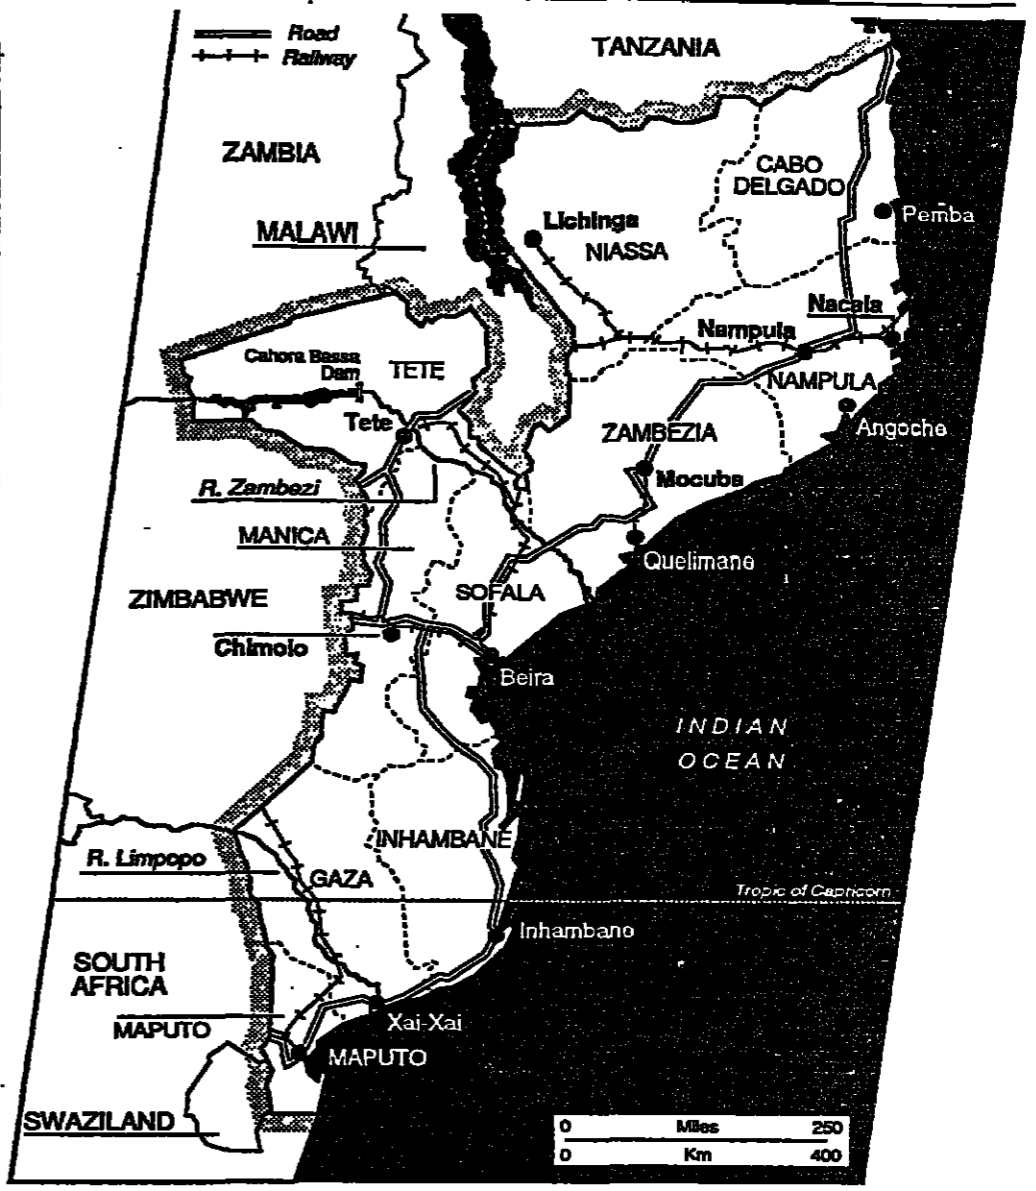 Road
Railway
TANZANIA
ZAMBIA
CABO
DELGADO
Pemba
Lichinga
MALAWI
NIASSA
Nacala
Nampula
Cahora Bassa
Dam
TETE
NAMPULA
Tete
ZAMBEZIA
Angoche
R. Zambezi
Mocuba
MANICA
Quelimane
ZIMBABWE
SOFALA
Chimoio
Beira
INDIAN
OCEAN
INHAMBANE
R. Limpopo
GAZA
Tropic of Capricorn
Inhambano
SOUTH
AFRICA
Xai-Xai
MAPUTO
MAPUTO
SWAZILAND
0 Miles 250
0 Km 400